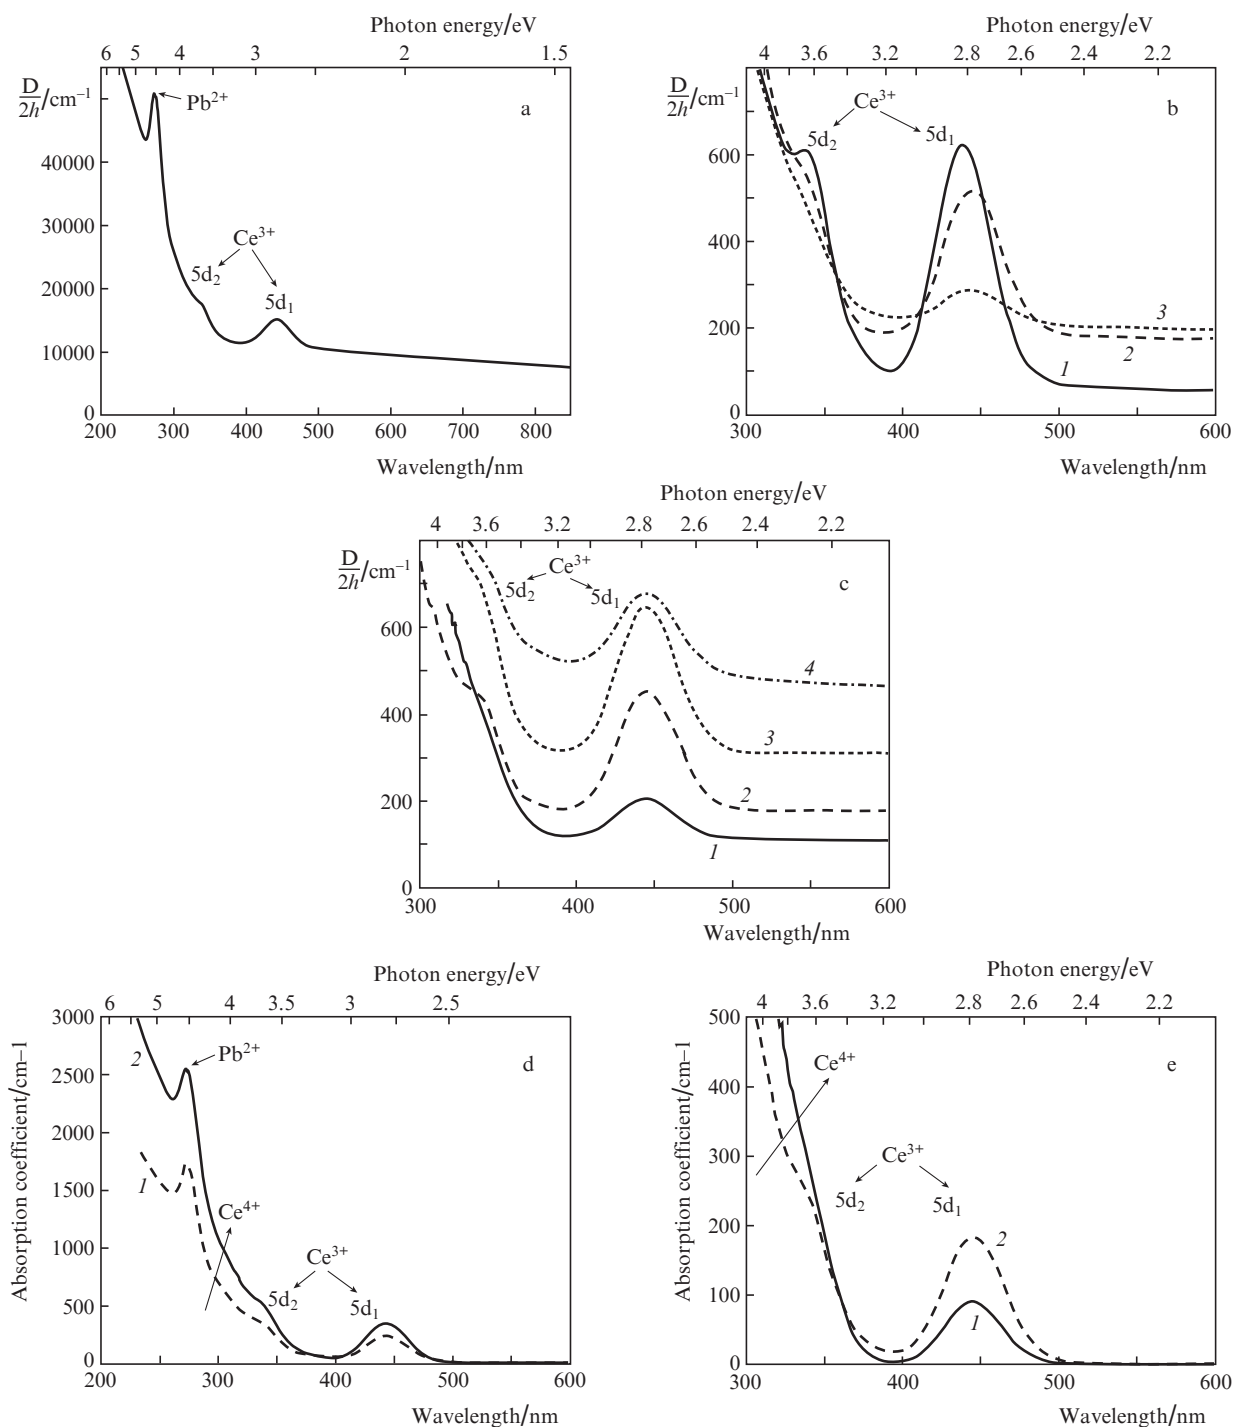 Photon energy/eV
6 5 4 3 2 1.5
D/2h/cm⁻¹
a
Pb²⁺
40000
30000
Ce³⁺
5d₂
20000
5d₁
10000
0
200 300 400 500 600 700 800
Wavelength/nm
Photon energy/eV
4 3.6 3.2 2.8 2.6 2.4 2.2
D/2h/cm⁻¹
b
Ce³⁺
5d₂ 5d₁
600
400
3
200
2
1
0
300 400 500 600
Wavelength/nm
Photon energy/eV
4 3.6 3.2 2.8 2.6 2.4 2.2
D/2h/cm⁻¹
c
Ce³⁺
5d₂ 5d₁
600
4
400
3
2
200
1
0
300 400 500 600
Wavelength/nm
Photon energy/eV
6 5 4 3.5 3 2.5
Absorption coefficient/cm–1
3000
2
d
Pb²⁺
2500
2000
1
1500
Ce⁴⁺
1000
Ce³⁺
5d₂ 5d₁
500
0
200 300 400 500 600
Wavelength/nm
Photon energy/eV
4 3.6 3.2 2.8 2.6 2.4 2.2
Absorption coefficient/cm–1
500
e
Ce⁴⁺
400
300
Ce³⁺
5d₂ 5d₁
200
2
100
1
0
300 400 500 600
Wavelength/nm